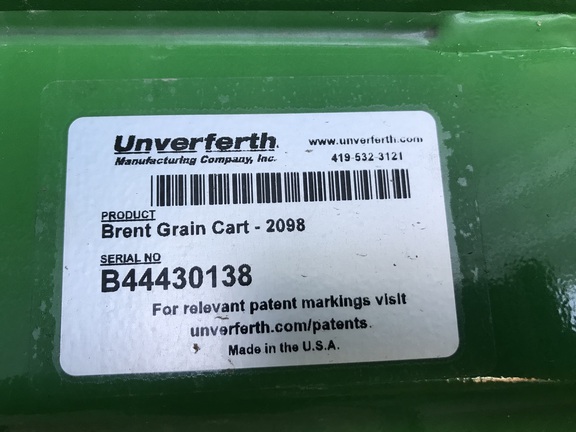 Unverferth www.unverferth.com
Manufacturing Company, Inc. 419-532-3121
PRODUCT
Brent Grain Cart - 2098
SERIAL NO
B44430138
For relevant patent markings visit
unverferth.com/patents.
Made in the U.S.A.